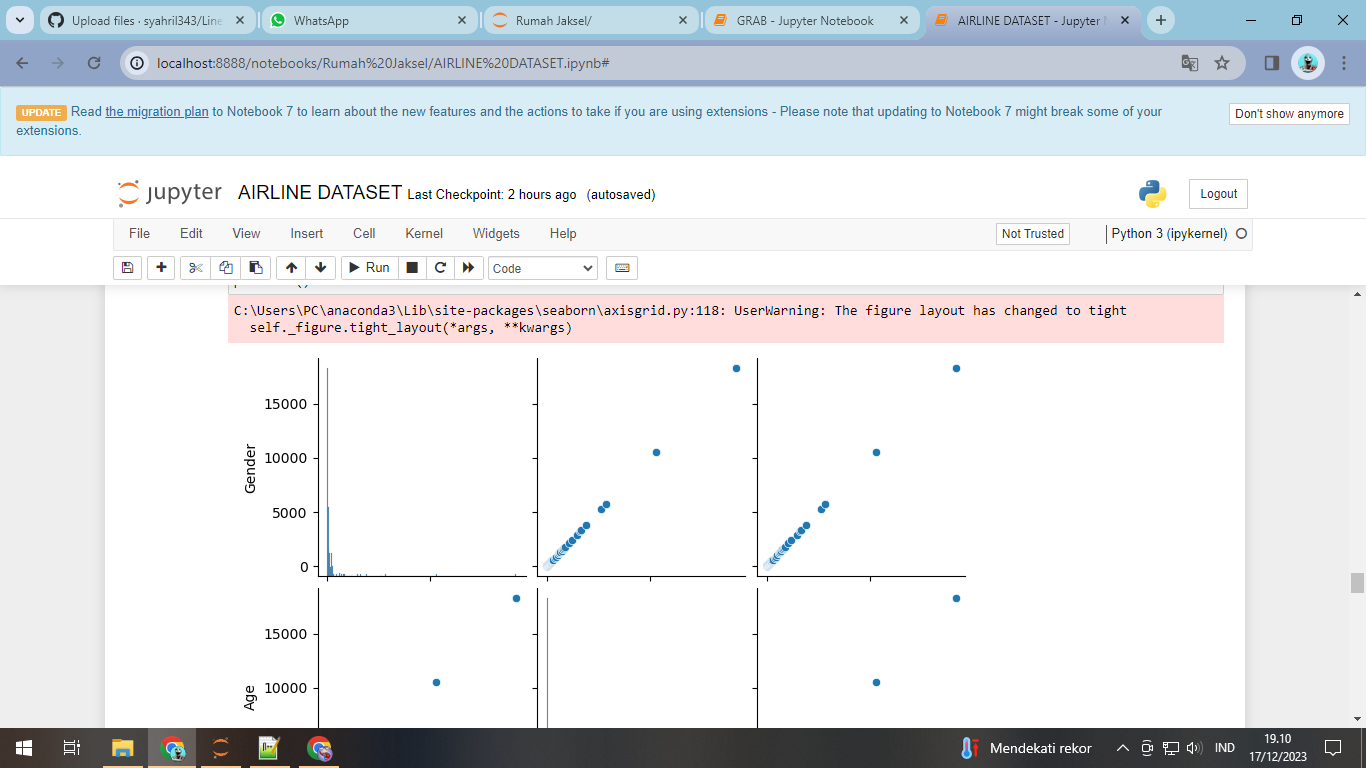 Upload files · syahril343/Line
WhatsApp
Rumah Jaksel/
GRAB - Jupyter Notebook
AIRLINE DATASET - Jupyter
localhost:8888/notebooks/Rumah%20Jaksel/AIRLINE%20DATASET.ipynb#
UPDATE Read the migration plan to Notebook 7 to learn about the new features and the actions to take if you are using extensions - Please note that updating to Notebook 7 might break some of your
extensions.
Don't show anymore
jupyter AIRLINE DATASET Last Checkpoint: 2 hours ago (autosaved)
Logout
File Edit View Insert Cell Kernel Widgets Help
Not Trusted
Python 3 (ipykernel)
Run
Code
C:\Users\PC\anaconda3\Lib\site-packages\seaborn\axisgrid.py:118: UserWarning: The figure layout has changed to tight
self._figure.tight_layout(*args, **kwargs)
15000
10000
Gender
5000
0
15000
10000
Age
Mendekati rekor
IND
19.10
17/12/2023